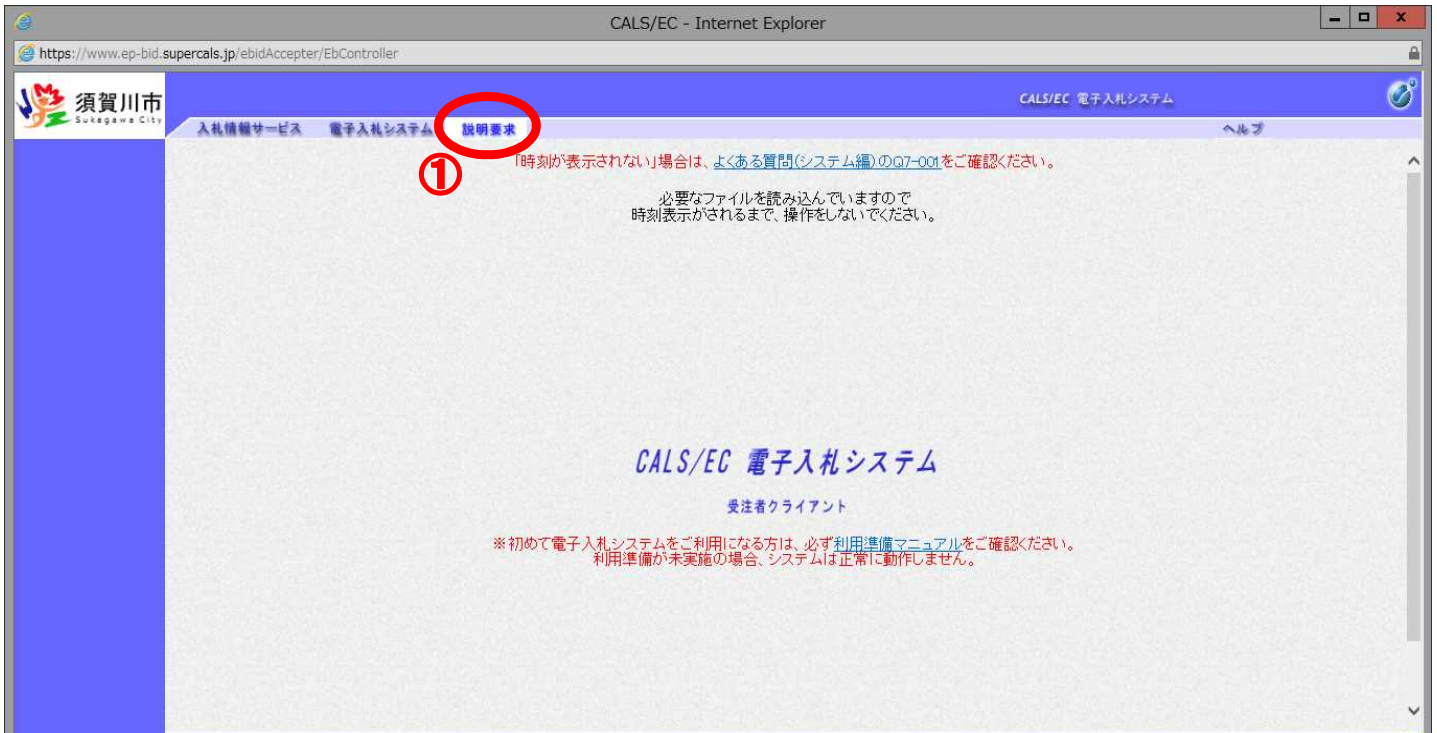 CALS/EC - Internet Explorer
https://www.ep-bid.supercals.jp/ebidAccepter/EbController
須賀川市
Sukagawa City
CALS/EC 電子入札システム
入札情報サービス 電子入札システム 説明要求 ヘルプ
①
「時刻が表示されない」場合は、よくある質問(システム編)のQ7-001をご確認ください。
必要なファイルを読み込んでいますので
時刻表示がされるまで、操作をしないでください。
CALS/EC 電子入札システム
受注者クライアント
※初めて電子入札システムをご利用になる方は、必ず利用準備マニュアルをご確認ください。
利用準備が未実施の場合、システムは正常に動作しません。